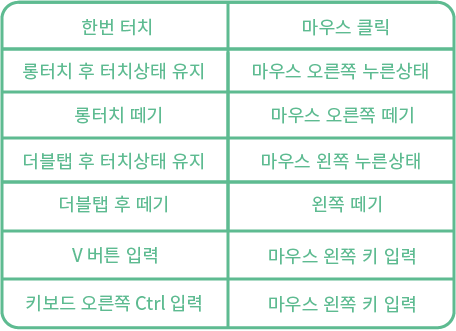 한번 터치 마우스 클릭
롱터치 후 터치상태 유지 마우스 오른쪽 누른상태
롱터치 떼기 마우스 오른쪽 떼기
더블탭 후 터치상태 유지 마우스 왼쪽 누른상태
더블탭 후 떼기 왼쪽 떼기
V 버튼 입력 마우스 왼쪽 키 입력
키보드 오른쪽 Ctrl 입력 마우스 왼쪽 키 입력